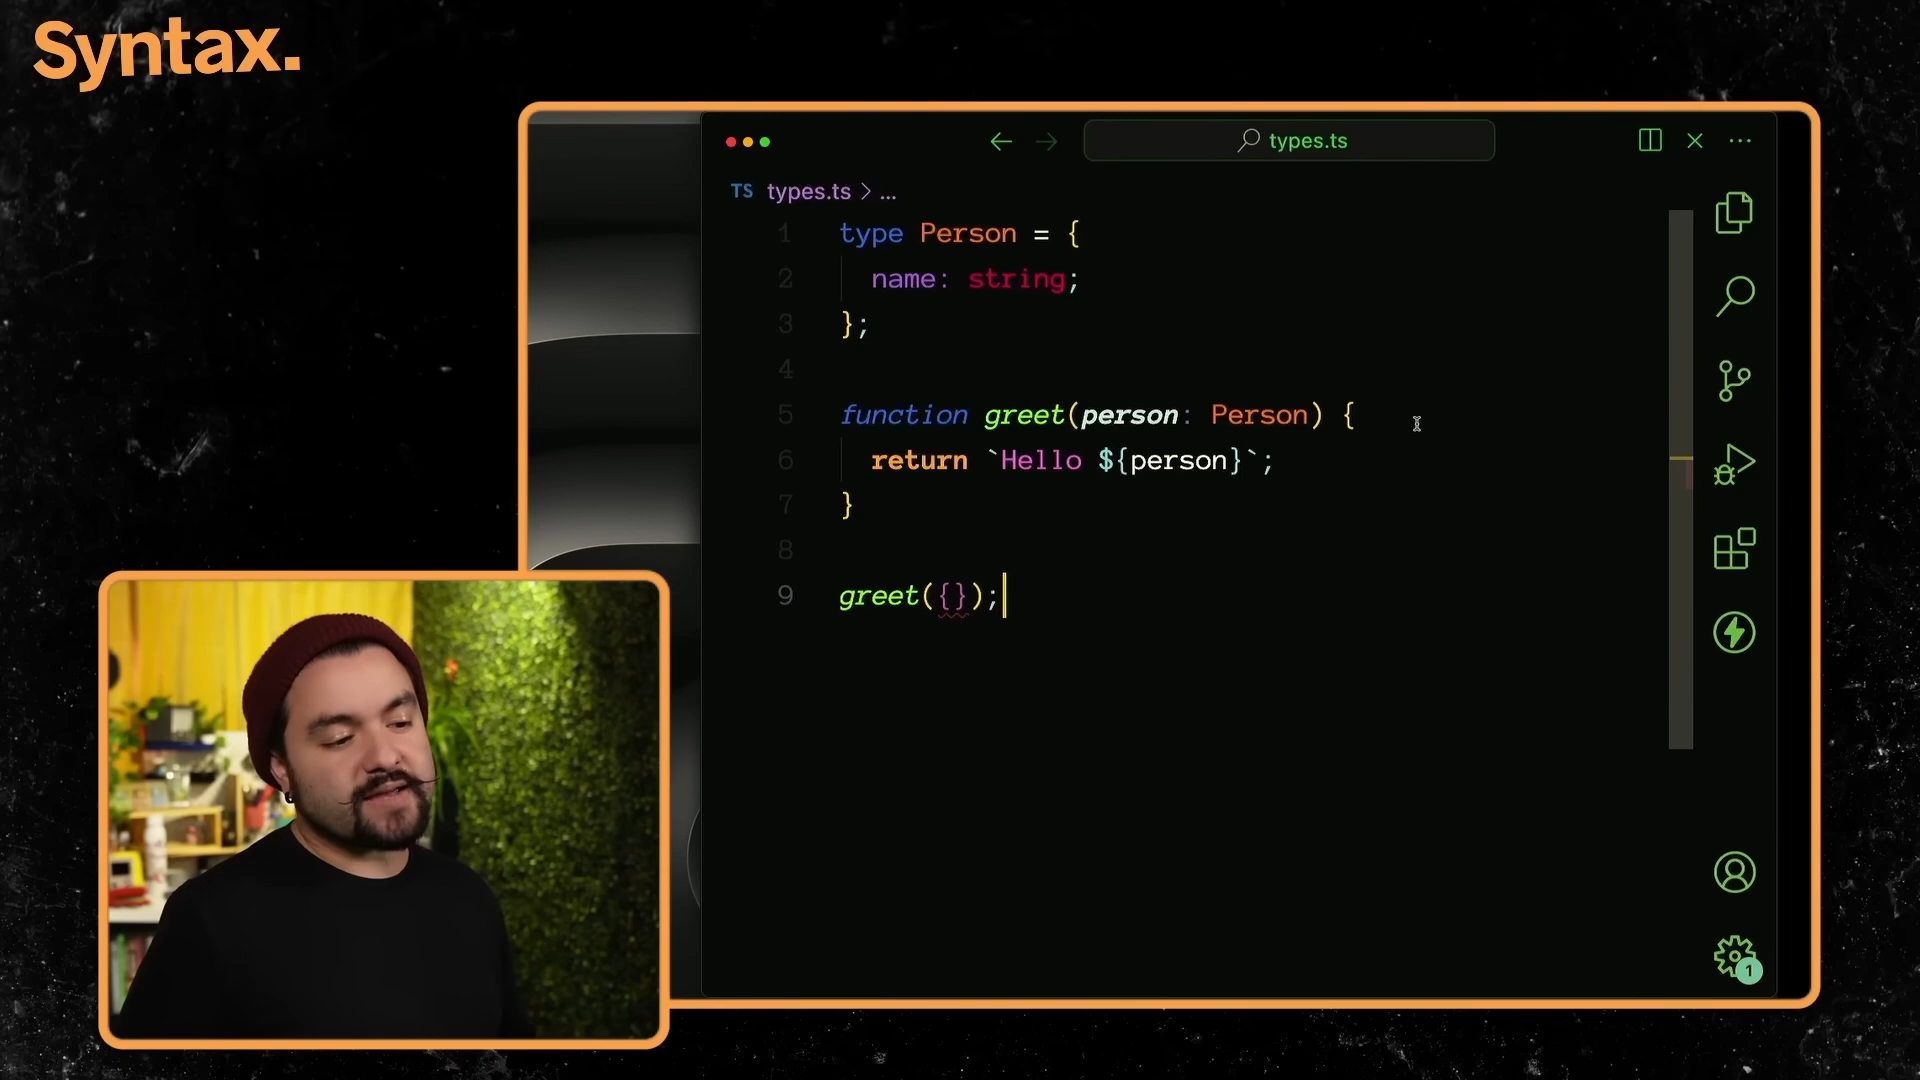 Syntax.
types.ts
TS types.ts > ...
1 type Person = {
2 name: string;
3 };
4
5 function greet(person: Person) {
6 return `Hello ${person}`;
7 }
8
9 greet({});
1